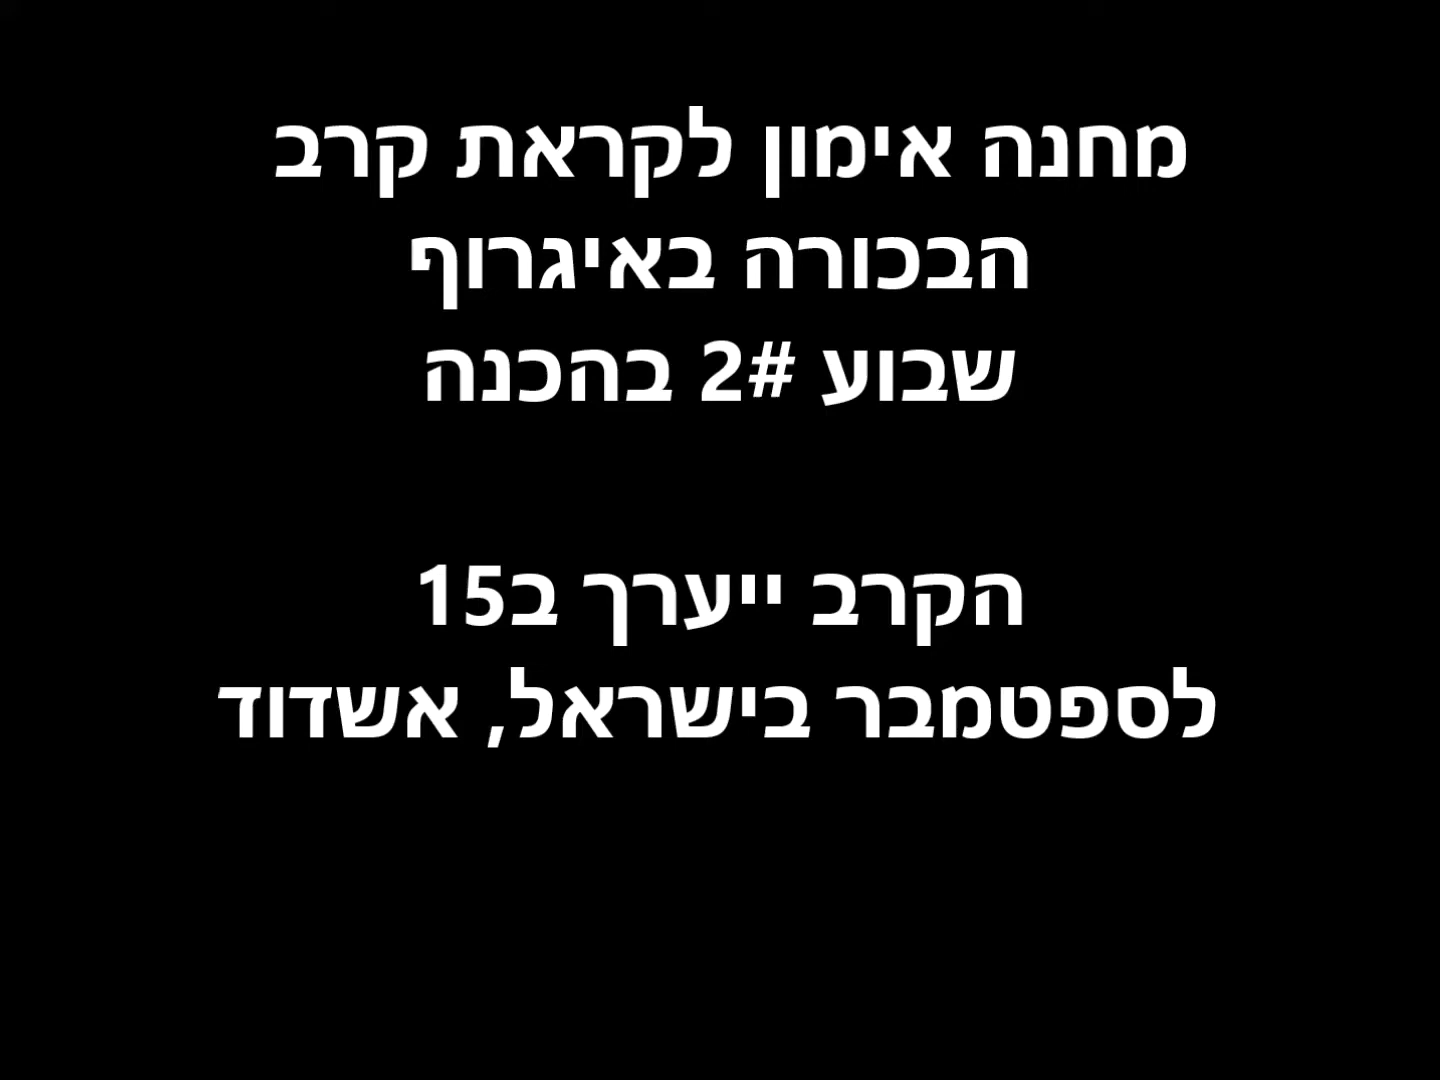 מחנה אימון לקראת קרב
הבכורה באיגרוף
שבוע #2 בהכנה
הקרב ייערך ב15
לספטמבר בישראל, אשדוד